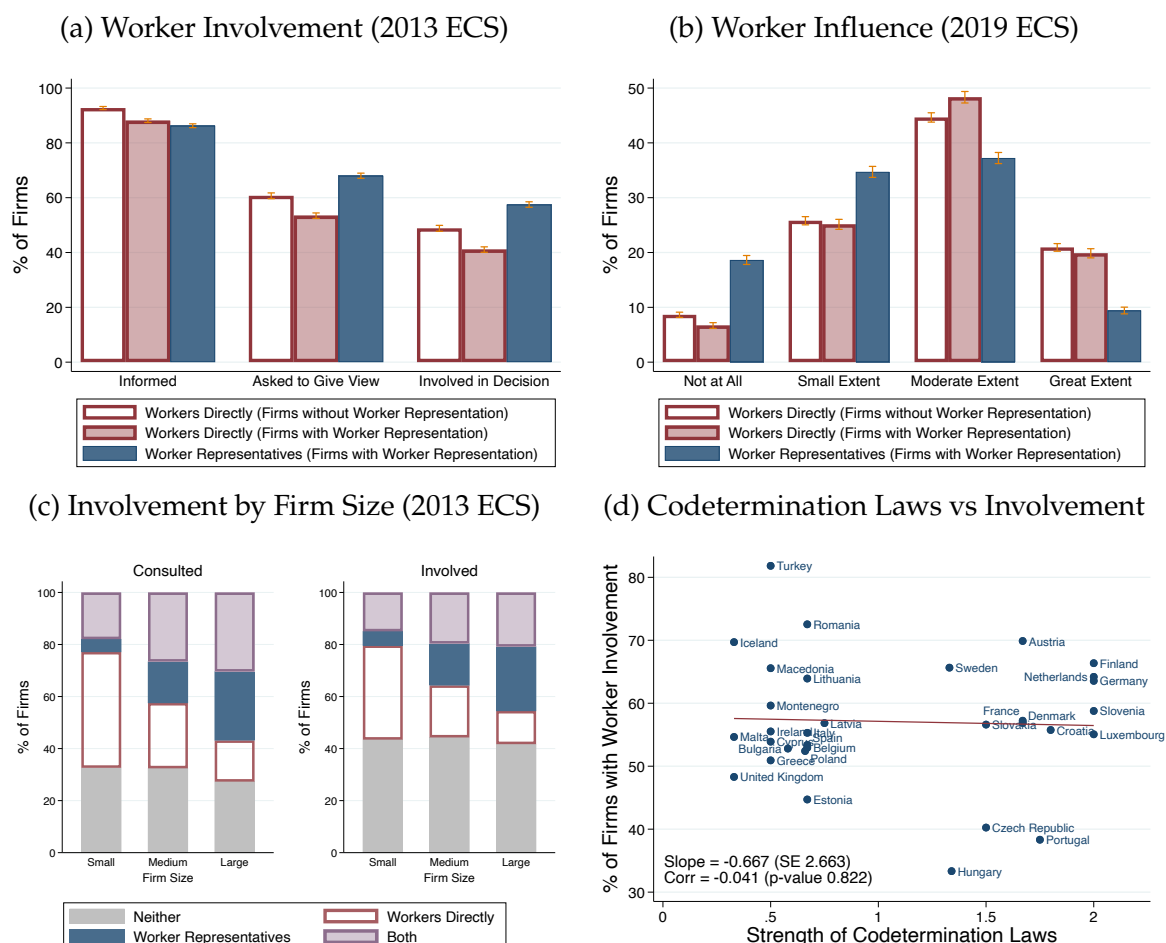 (a) Worker Involvement (2013 ECS)
% of Firms
100
80
60
40
20
0
Informed
Asked to Give View
Involved in Decision
Workers Directly (Firms without Worker Representation)
Workers Directly (Firms with Worker Representation)
Worker Representatives (Firms with Worker Representation)
(b) Worker Influence (2019 ECS)
% of Firms
50
40
30
20
10
0
Not at All
Small Extent
Moderate Extent
Great Extent
Workers Directly (Firms without Worker Representation)
Workers Directly (Firms with Worker Representation)
Worker Representatives (Firms with Worker Representation)
(c) Involvement by Firm Size (2013 ECS)
Consulted
% of Firms
100
80
60
40
20
0
Small
Medium
Large
Firm Size
Involved
% of Firms
100
80
60
40
20
0
Small
Medium
Large
Firm Size
Neither
Workers Directly
Worker Representatives
Both
(d) Codetermination Laws vs Involvement
% of Firms with Worker Involvement
80
70
60
50
40
30
Turkey
Romania
Iceland
Austria
Macedonia
Sweden
Finland
Lithuania
Netherlands
Germany
Montenegro
France
Slovenia
Latvia
Denmark
Slovakia
Ireland
Italy
Croatia
Malta
Cyprus
Spain
Luxembourg
Bulgaria
Belgium
Greece
Poland
United Kingdom
Estonia
Czech Republic
Portugal
Hungary
Slope = -0.667 (SE 2.663)
Corr = -0.041 (p-value 0.822)
0
.5
1
1.5
2
Strength of Codetermination Laws